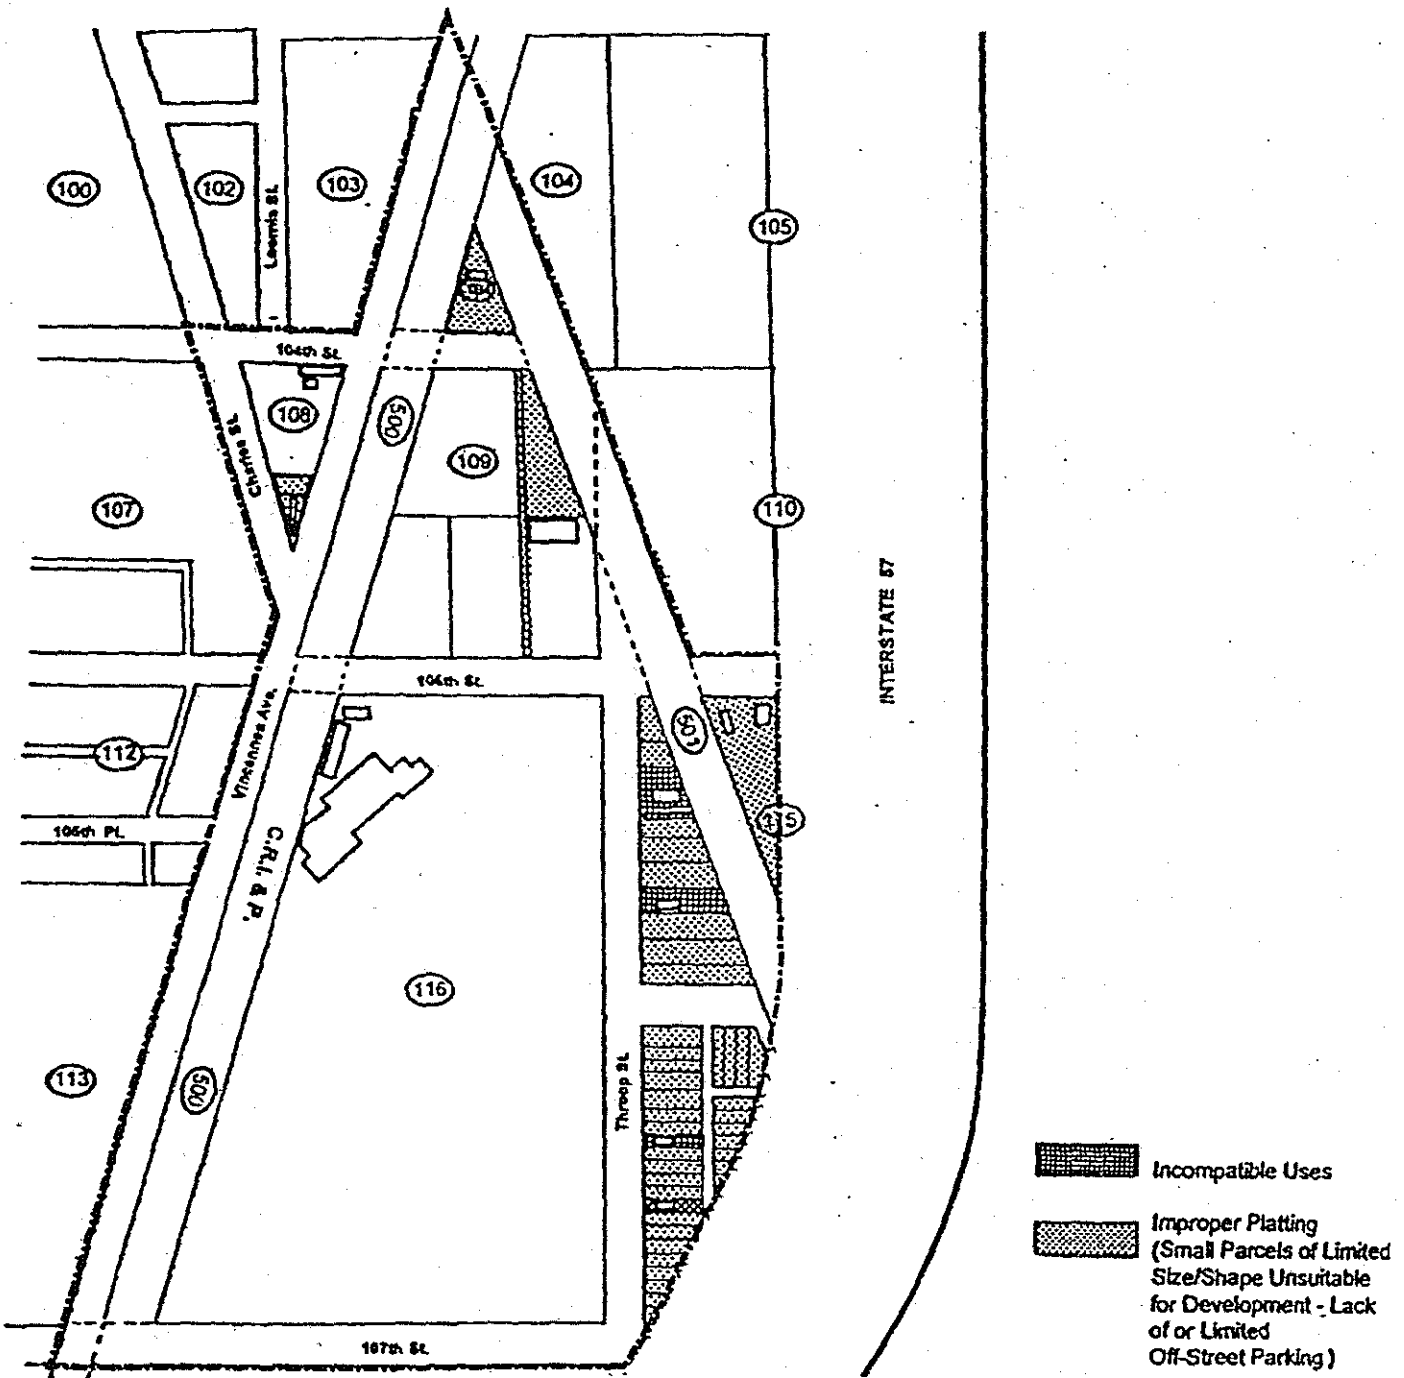 100
102
Loomis St.
103
104
105
104th St.
108
500
Charles St.
109
107
110
INTERSTATE 57
106th St.
Vincennes Ave.
501
112
115
106th Pl.
C.R.I. & P.
116
Throop St.
113
500
107th St.
Incompatible Uses
Improper Platting
(Small Parcels of Limited
Size/Shape Unsuitable
for Development - Lack
of or Limited
Off-Street Parking)